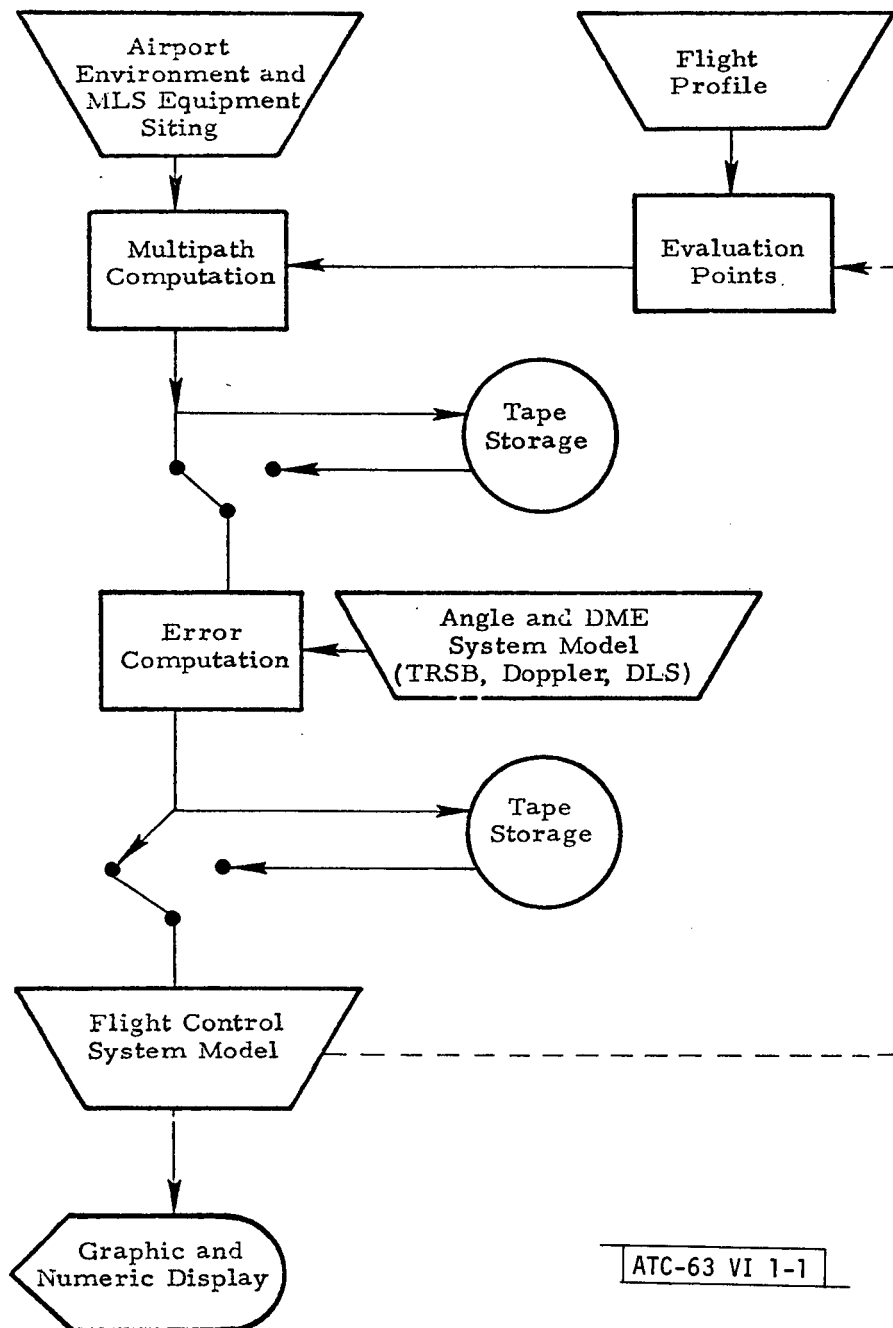 Airport
Environment and
MLS Equipment
Siting
Flight
Profile
Multipath
Computation
Evaluation
Points
Tape
Storage
Error
Computation
Angle and DME
System Model
(TRSB, Doppler, DLS)
Tape
Storage
Flight Control
System Model
Graphic and
Numeric Display
ATC-63 VI 1-1